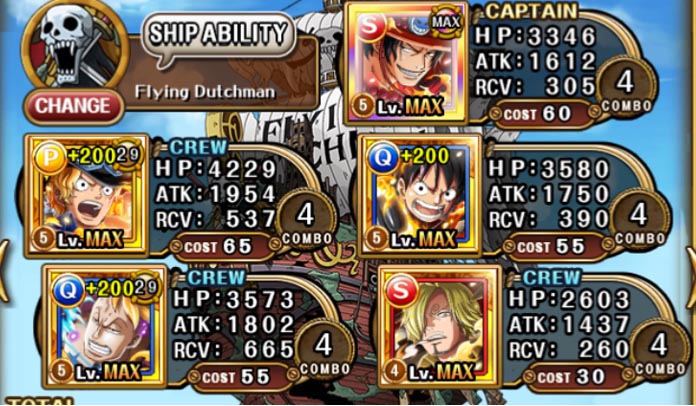 SHIP ABILITY
Flying Dutchman
CHANGE
S
MAX
CAPTAIN
HP: 3346
ATK: 1612
RCV: 305
4
COMBO
5 Lv. MAX
COST 60
P +200 29
CREW
HP: 4229
ATK: 1954
RCV: 537
4
COMBO
5 Lv. MAX
COST 65
Q +200
HP: 3580
ATK: 1750
RCV: 390
4
COMBO
5 Lv. MAX
COST 55
Q +200 29
CREW
HP: 3573
ATK: 1802
RCV: 665
4
COMBO
5 Lv. MAX
COST 55
S
CREW
HP: 2603
ATK: 1437
RCV: 260
4
COMBO
4 Lv. MAX
COST 30
TOTAL